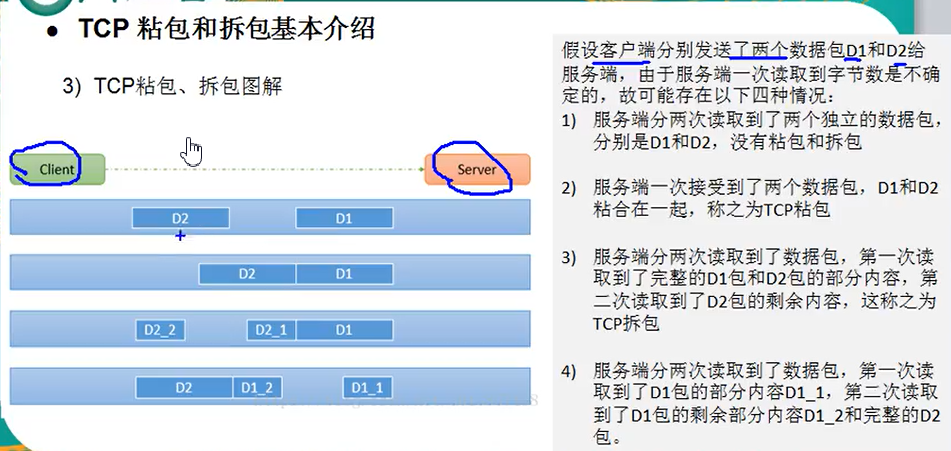 TCP 粘包和拆包基本介绍
3) TCP粘包、拆包图解
Client
Server
D2 D1
D2 D1
D2_2 D2_1 D1
D2 D1_2 D1_1
假设客户端分别发送了两个数据包D1和D2给
服务端，由于服务端一次读取到字节数是不确
定的，故可能存在以下四种情况：
1) 服务端分两次读取到了两个独立的数据包，
分别是D1和D2，没有粘包和拆包
2) 服务端一次接受到了两个数据包，D1和D2
粘合在一起，称之为TCP粘包
3) 服务端分两次读取到了数据包，第一次读
取到了完整的D1包和D2包的部分内容，第
二次读取到了D2包的剩余内容，这称之为
TCP拆包
4) 服务端分两次读取到了数据包，第一次读
取到了D1包的部分内容D1_1，第二次读取
到了D1包的剩余部分内容D1_2和完整的D2
包。